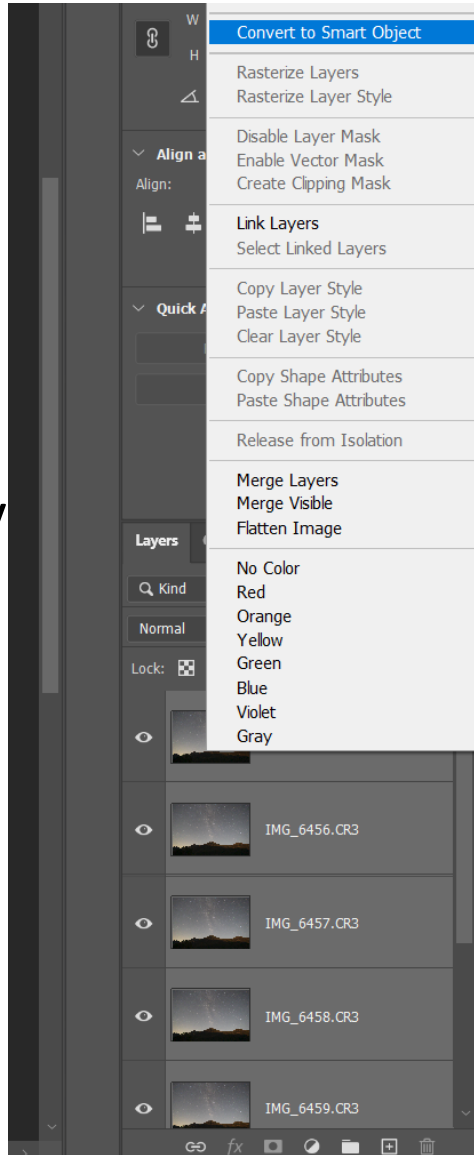 W
Convert to Smart Object
H
Rasterize Layers
Rasterize Layer Style
Disable Layer Mask
Align a
Enable Vector Mask
Align:
Create Clipping Mask
Link Layers
Select Linked Layers
Copy Layer Style
Quick A
Paste Layer Style
Clear Layer Style
Copy Shape Attributes
Paste Shape Attributes
Release from Isolation
Merge Layers
Merge Visible
Flatten Image
Layers
No Color
Kind
Red
Orange
Normal
Yellow
Green
Lock:
Blue
Violet
Gray
IMG_6456.CR3
IMG_6457.CR3
IMG_6458.CR3
IMG_6459.CR3
fx